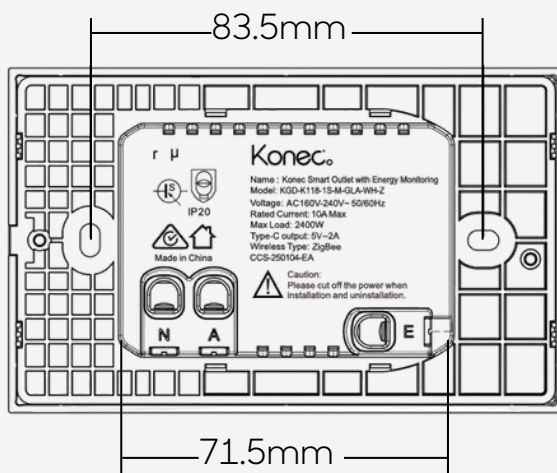 83.5mm
r μ
Konec
Name : Konec Smart Outlet with Energy Monitoring
Model: KGD-K118-1S-M-GLA-WH-Z
Voltage: AC160V-240V~ 50/60Hz
Rated Current: 10A Max
Max Load: 2400W
Type-C output: 5V⎓2A
Wireless Type: ZigBee
CCS-250104-EA
S
IP20
Made in China
Caution:
Please cut off the power when
installation and uninstallation.
N A
E
71.5mm